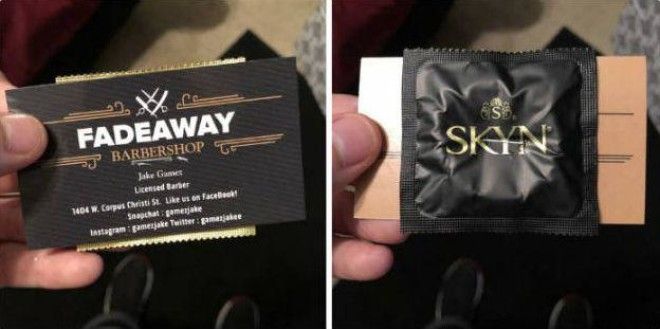 FADEAWAY
BARBERSHOP
Jake Gamez
Licensed Barber
1404 W. Corpus Christi St. Like us on FaceBook!
Snapchat : gamezjake
Instagram : gamezjake Twitter : gamezjakee
S
SKYN